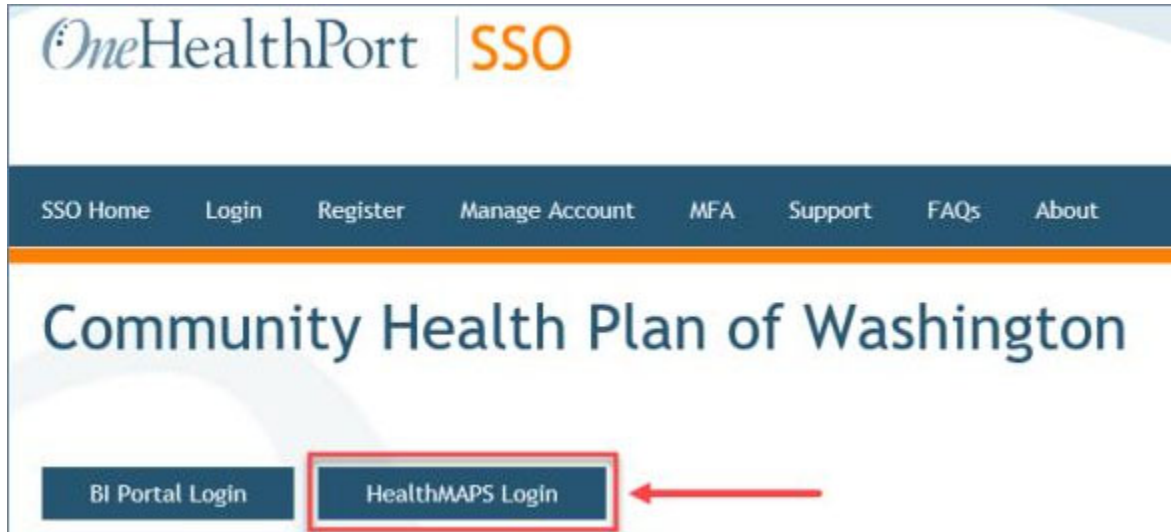 OneHealthPort | SSO
SSO Home Login Register Manage Account MFA Support FAQs About
Community Health Plan of Washington
BI Portal Login HealthMAPS Login